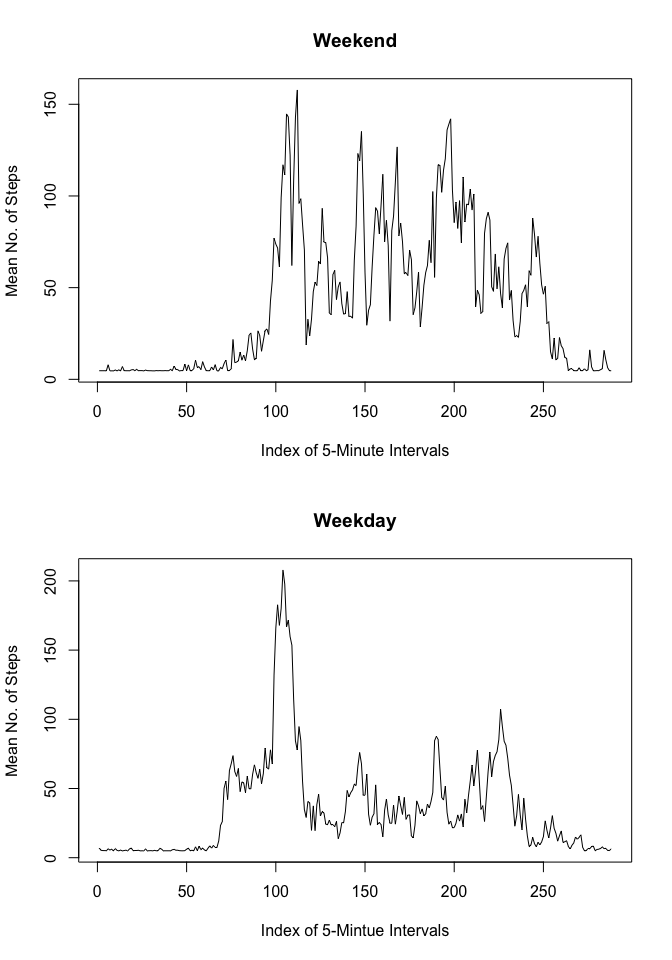 Weekend
Mean No. of Steps
150
100
50
0
0 50 100 150 200 250
Index of 5-Minute Intervals
Weekday
Mean No. of Steps
200
150
100
50
0
0 50 100 150 200 250
Index of 5-Mintue Intervals